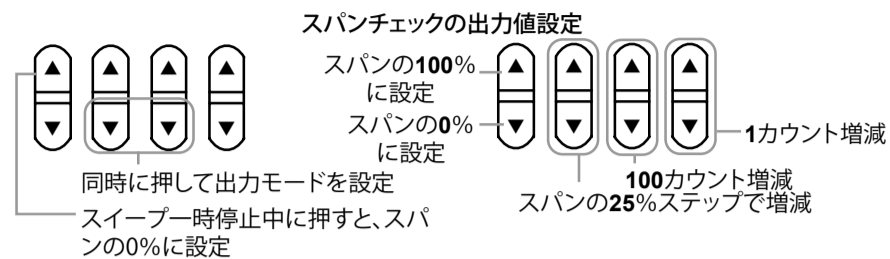 スパンチェックの出力値設定
同時に押して出力モードを設定
スイープ一時停止中に押すと、スパ
ンの0%に設定
スパンの100%
に設定
スパンの0%
に設定
1カウント増減
100カウント増減
スパンの25%ステップで増減